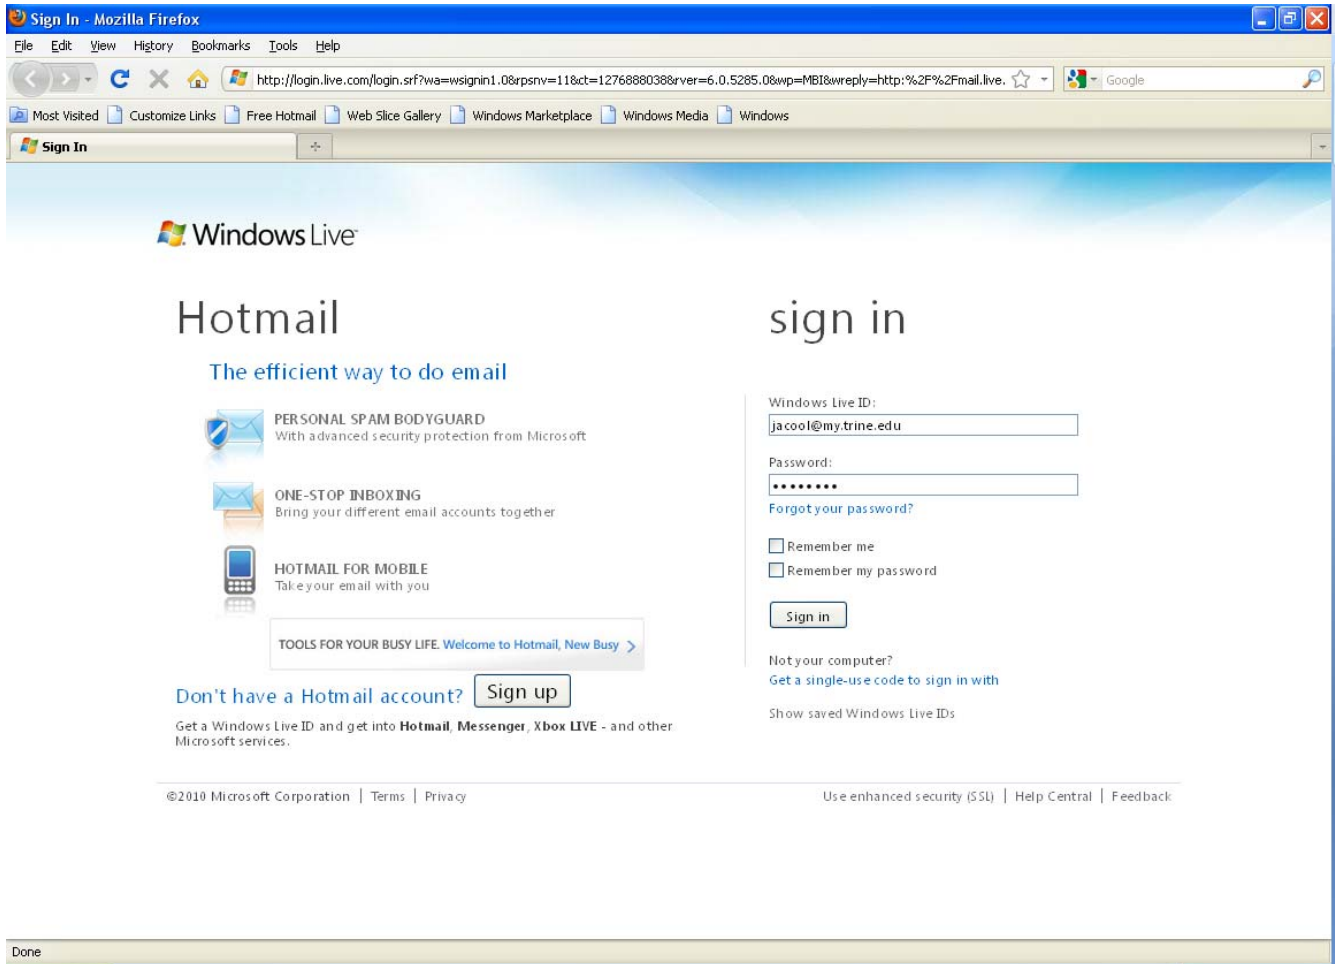 Sign In - Mozilla Firefox
File Edit View History Bookmarks Tools Help
http://login.live.com/login.srf?wa=wsignin1.0&rpsnv=11&ct=1276888038&rver=6.0.5285.0&wp=MBI&wreply=http:%2F%2Fmail.live. Google
Most Visited Customize Links Free Hotmail Web Slice Gallery Windows Marketplace Windows Media Windows
Sign In
Windows Live
Hotmail
The efficient way to do email
PERSONAL SPAM BODYGUARD
With advanced security protection from Microsoft
ONE-STOP INBOXING
Bring your different email accounts together
HOTMAIL FOR MOBILE
Take your email with you
TOOLS FOR YOUR BUSY LIFE. Welcome to Hotmail, New Busy >
Don't have a Hotmail account? Sign up
Get a Windows Live ID and get into Hotmail, Messenger, Xbox LIVE - and other
Microsoft services.
sign in
Windows Live ID:
jacool@my.trine.edu
Password:
••••••••
Forgot your password?
Remember me
Remember my password
Sign in
Not your computer?
Get a single-use code to sign in with
Show saved Windows Live IDs
©2010 Microsoft Corporation | Terms | Privacy
Use enhanced security (SSL) | Help Central | Feedback
Done